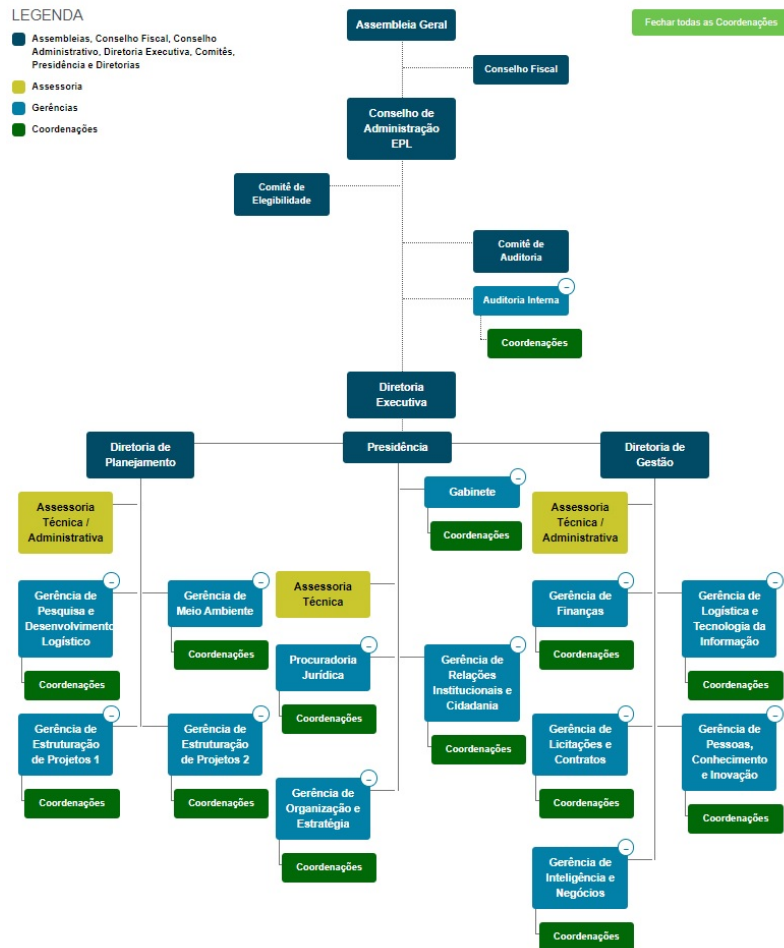 LEGENDA
Assembleias, Conselho Fiscal, Conselho
Administrativo, Diretoria Executiva, Comitês,
Presidência e Diretorias
Assessoria
Gerências
Coordenações
Fechar todas as Coordenações
Assembleia Geral
Conselho Fiscal
Conselho de
Administração
EPL
Comitê de
Elegibilidade
Comitê de
Auditoria
Auditoria Interna
Coordenações
Diretoria
Executiva
Diretoria de
Planejamento
Presidência
Diretoria de
Gestão
Assessoria
Técnica /
Administrativa
Gerência de
Pesquisa e
Desenvolvimento
Logístico
Coordenações
Gerência de
Meio Ambiente
Coordenações
Gerência de
Estruturação
de Projetos 1
Coordenações
Gerência de
Estruturação
de Projetos 2
Coordenações
Gabinete
Coordenações
Assessoria
Técnica
Procuradoria
Jurídica
Coordenações
Gerência de
Relações
Institucionais e
Cidadania
Coordenações
Gerência de
Organização e
Estratégia
Coordenações
Assessoria
Técnica /
Administrativa
Gerência de
Finanças
Coordenações
Gerência de
Logística e
Tecnologia da
Informação
Coordenações
Gerência de
Licitações e
Contratos
Coordenações
Gerência de
Pessoas,
Conhecimento
e Inovação
Coordenações
Gerência de
Inteligência e
Negócios
Coordenações